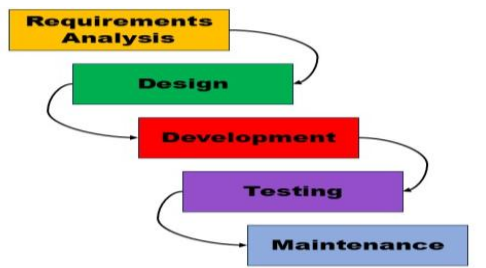 Requirements
Analysis
Design
Development
Testing
Maintenance